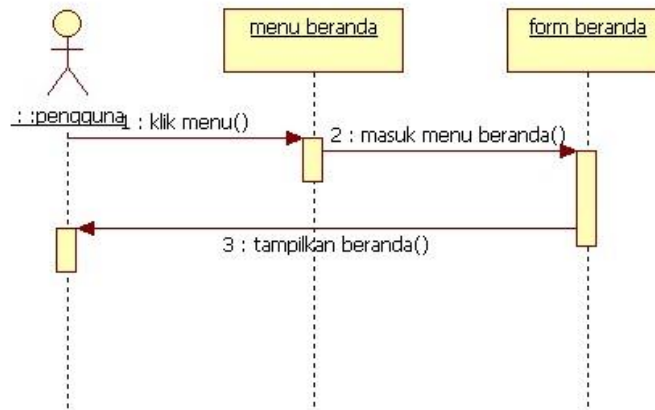 menu beranda
form beranda
: :pengguna
1 : klik menu()
2 : masuk menu beranda()
3 : tampilkan beranda()